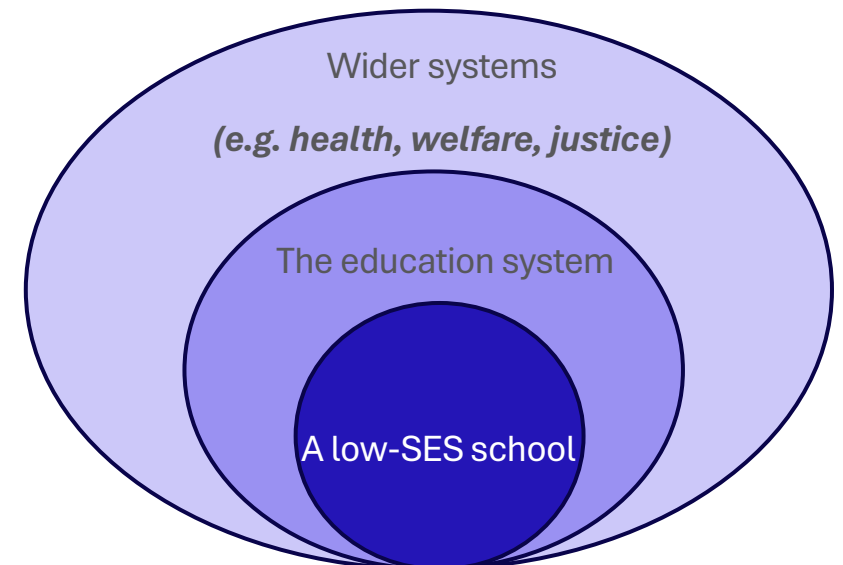 Wider systems
(e.g. health, welfare, justice)
The education system
A low-SES school